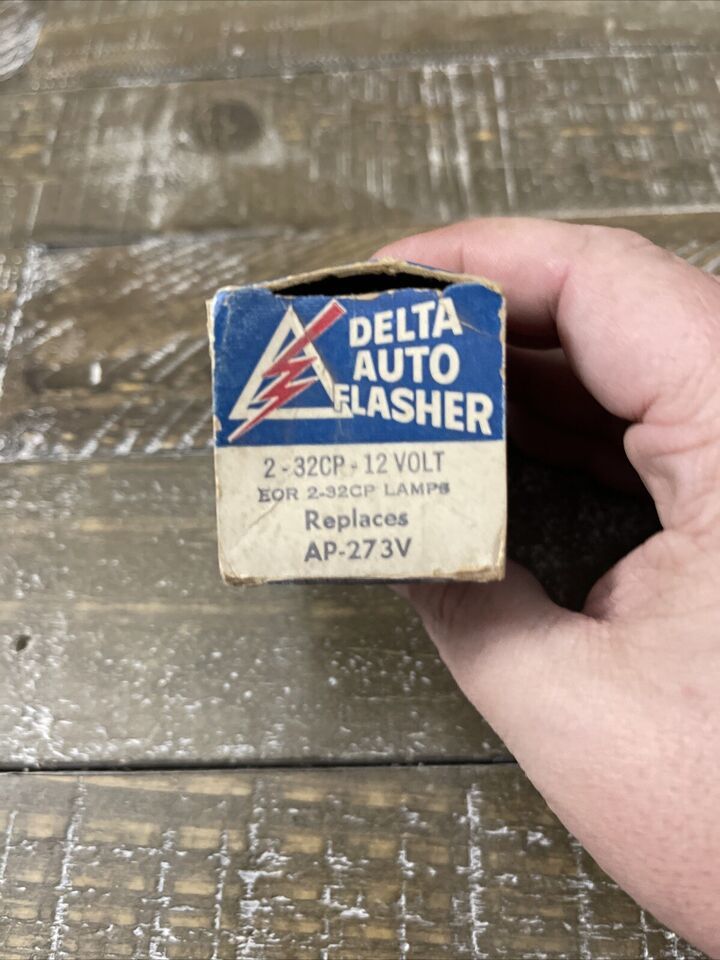 DELTA
AUTO
FLASHER
2-32CP-12 VOLT
FOR 2-32CP LAMPS
Replaces
AP-273V